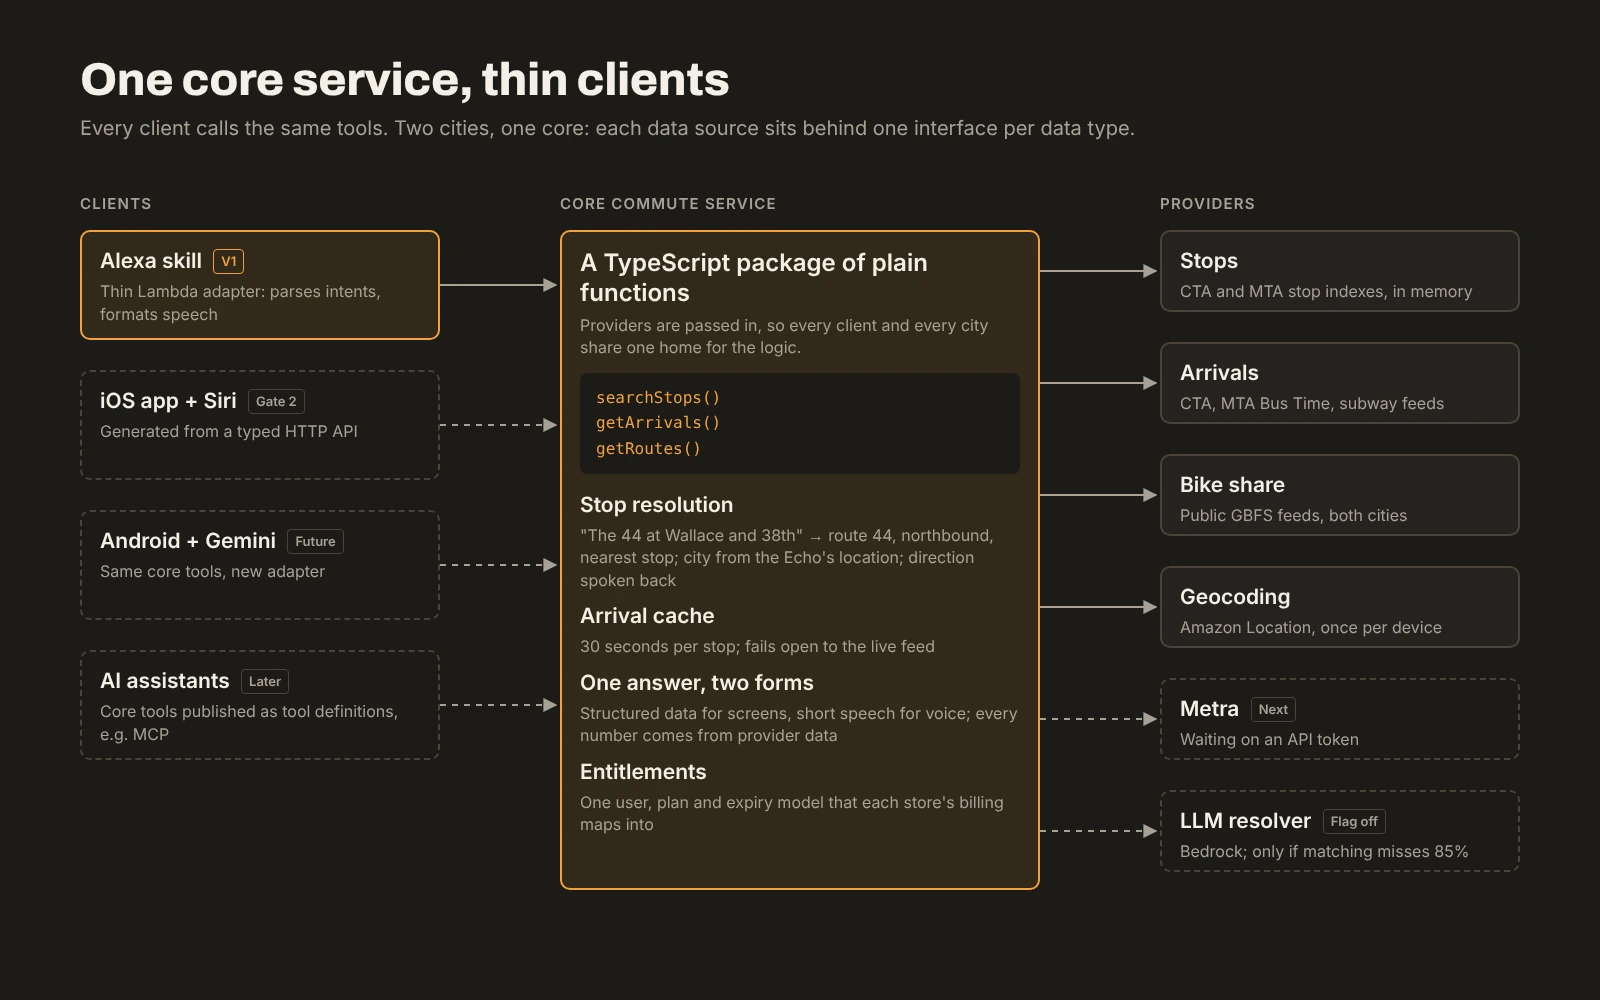 One core service, thin clients
Every client calls the same tools. Two cities, one core: each data source sits behind one interface per data type.
CLIENTS
Alexa skill V1
Thin Lambda adapter: parses intents,
formats speech
iOS app + Siri Gate 2
Generated from a typed HTTP API
Android + Gemini Future
Same core tools, new adapter
AI assistants Later
Core tools published as tool definitions,
e.g. MCP
CORE COMMUTE SERVICE
A TypeScript package of plain
functions
Providers are passed in, so every client and every city
share one home for the logic.
searchStops()
getArrivals()
getRoutes()
Stop resolution
"The 44 at Wallace and 38th" → route 44, northbound,
nearest stop; city from the Echo's location; direction
spoken back
Arrival cache
30 seconds per stop; fails open to the live feed
One answer, two forms
Structured data for screens, short speech for voice; every
number comes from provider data
Entitlements
One user, plan and expiry model that each store's billing
maps into
PROVIDERS
Stops
CTA and MTA stop indexes, in memory
Arrivals
CTA, MTA Bus Time, subway feeds
Bike share
Public GBFS feeds, both cities
Geocoding
Amazon Location, once per device
Metra Next
Waiting on an API token
LLM resolver Flag off
Bedrock; only if matching misses 85%